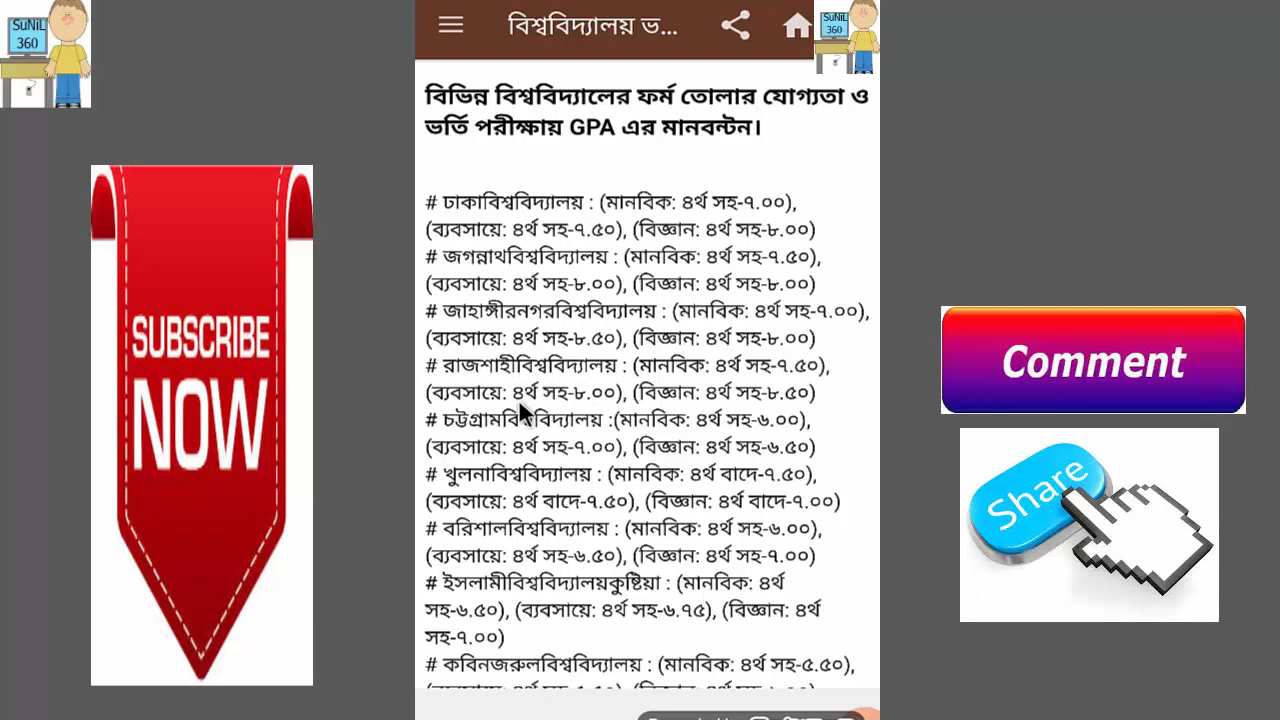 SuNiL
360
বিশ্ববিদ্যালয় ভ...
SuNiL
360
বিভিন্ন বিশ্ববিদ্যালের ফর্ম তোলার যোগ্যতা ও
ভর্তি পরীক্ষায় GPA এর মানবন্টন।
# ঢাকাবিশ্ববিদ্যালয় : (মানবিক: ৪র্থ সহ-৭.০০),
(ব্যবসায়ে: ৪র্থ সহ-৭.৫০), (বিজ্ঞান: ৪র্থ সহ-৮.০০)
# জগন্নাথবিশ্ববিদ্যালয় : (মানবিক: ৪র্থ সহ-৭.৫০),
(ব্যবসায়ে: ৪র্থ সহ-৮.০০), (বিজ্ঞান: ৪র্থ সহ-৮.০০)
# জাহাঙ্গীরনগরবিশ্ববিদ্যালয় : (মানবিক: ৪র্থ সহ-৭.০০),
(ব্যবসায়ে: ৪র্থ সহ-৮.৫০), (বিজ্ঞান: ৪র্থ সহ-৮.০০)
# রাজশাহীবিশ্ববিদ্যালয় : (মানবিক: ৪র্থ সহ-৭.৫০),
(ব্যবসায়ে: ৪র্থ সহ-৮.০০), (বিজ্ঞান: ৪র্থ সহ-৮.৫০)
# চট্টগ্রামবিশ্ববিদ্যালয় :(মানবিক: ৪র্থ সহ-৬.০০),
(ব্যবসায়ে: ৪র্থ সহ-৭.০০), (বিজ্ঞান: ৪র্থ সহ-৬.৫০)
# খুলনাবিশ্ববিদ্যালয় : (মানবিক: ৪র্থ বাদে-৭.৫০),
(ব্যবসায়ে: ৪র্থ বাদে-৭.৫০), (বিজ্ঞান: ৪র্থ বাদে-৭.০০)
# বরিশালবিশ্ববিদ্যালয় : (মানবিক: ৪র্থ সহ-৬.০০),
(ব্যবসায়ে: ৪র্থ সহ-৬.৫০), (বিজ্ঞান: ৪র্থ সহ-৭.০০)
# ইসলামীবিশ্ববিদ্যালয়কুষ্টিয়া : (মানবিক: ৪র্থ
সহ-৬.৫০), (ব্যবসায়ে: ৪র্থ সহ-৬.৭৫), (বিজ্ঞান: ৪র্থ
সহ-৭.০০)
# কবিনজরুলবিশ্ববিদ্যালয় : (মানবিক: ৪র্থ সহ-৫.৫০),
SUBSCRIBE
NOW
Comment
Share